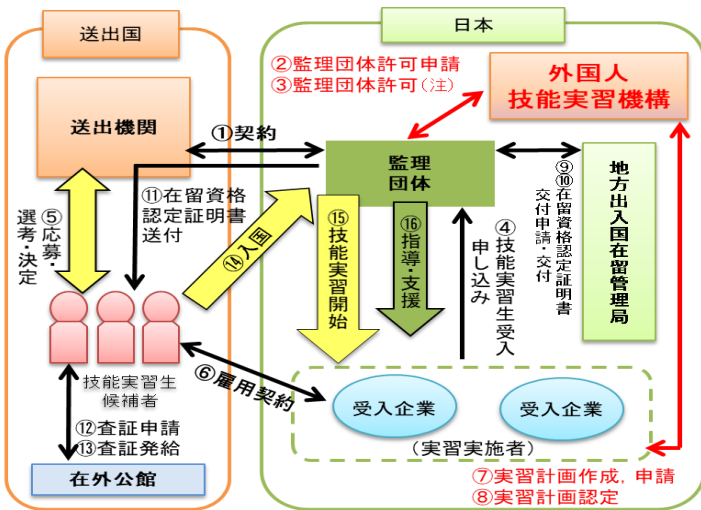 送出国
日本
②監理団体許可申請
③監理団体許可(注)
外国人
技能実習機構
送出機関
①契約
監理
団体
地方出入国在留管理局
⑨⑩在留資格認定証明書
交付申請・交付
⑪在留資格
認定証明書
送付
⑤応募・
選考・決定
⑭入国
⑮技能実習開始
⑯指導・支援
④技能実習生受入
申し込み
技能実習生
候補者
⑥雇用契約
受入企業
受入企業
(実習実施者)
⑫査証申請
⑬査証発給
在外公館
⑦実習計画作成，申請
⑧実習計画認定